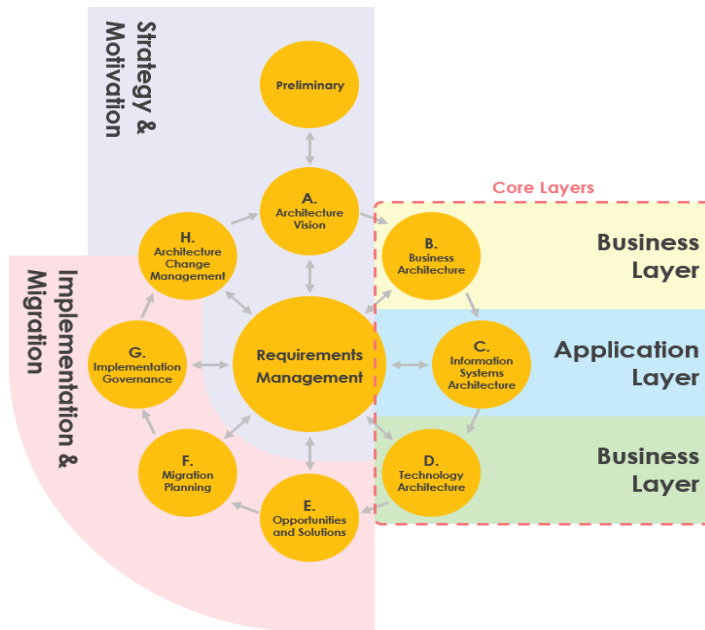 Strategy &
Motivation
Preliminary
Core Layers
A.
Architecture
Vision
B.
Business
Architecture
Business
Layer
H.
Architecture
Change
Management
Implementation &
Migration
G.
Implementation
Governance
Requirements
Management
C.
Information
Systems
Architecture
Application
Layer
F.
Migration
Planning
D.
Technology
Architecture
Business
Layer
E.
Opportunities
and Solutions